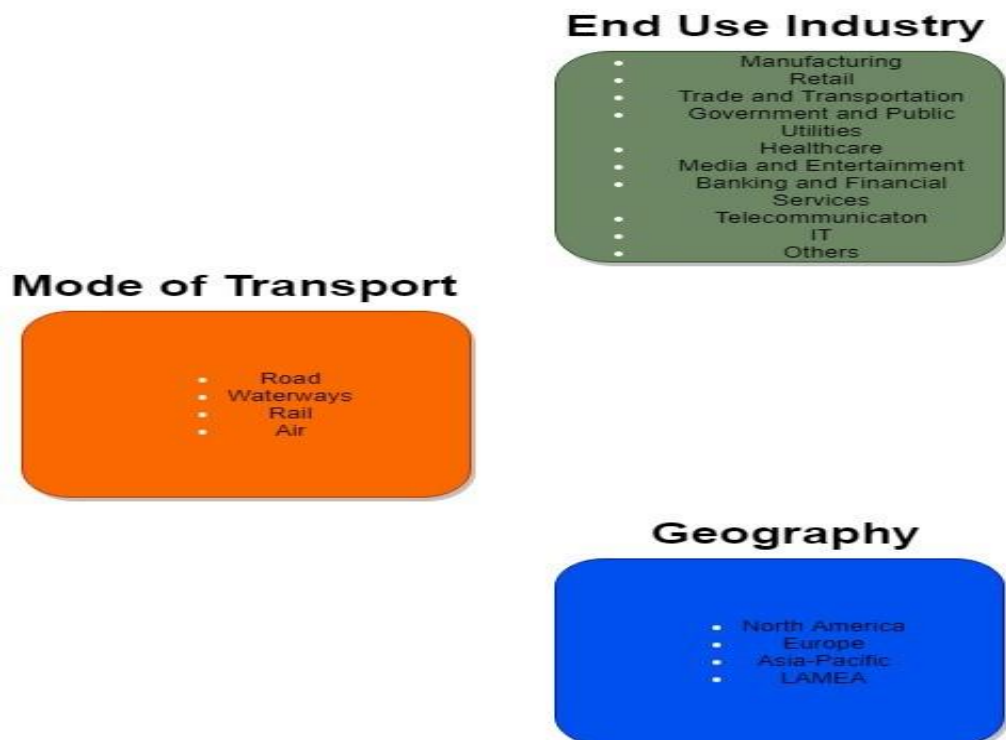 End Use Industry
Manufacturing
Retail
Trade and Transportation
Government and Public
Utilities
Healthcare
Media and Entertainment
Banking and Financial
Services
Telecommunicaton
IT
Others
Mode of Transport
Road
Waterways
Rail
Air
Geography
North America
Europe
Asia-Pacific
LAMEA